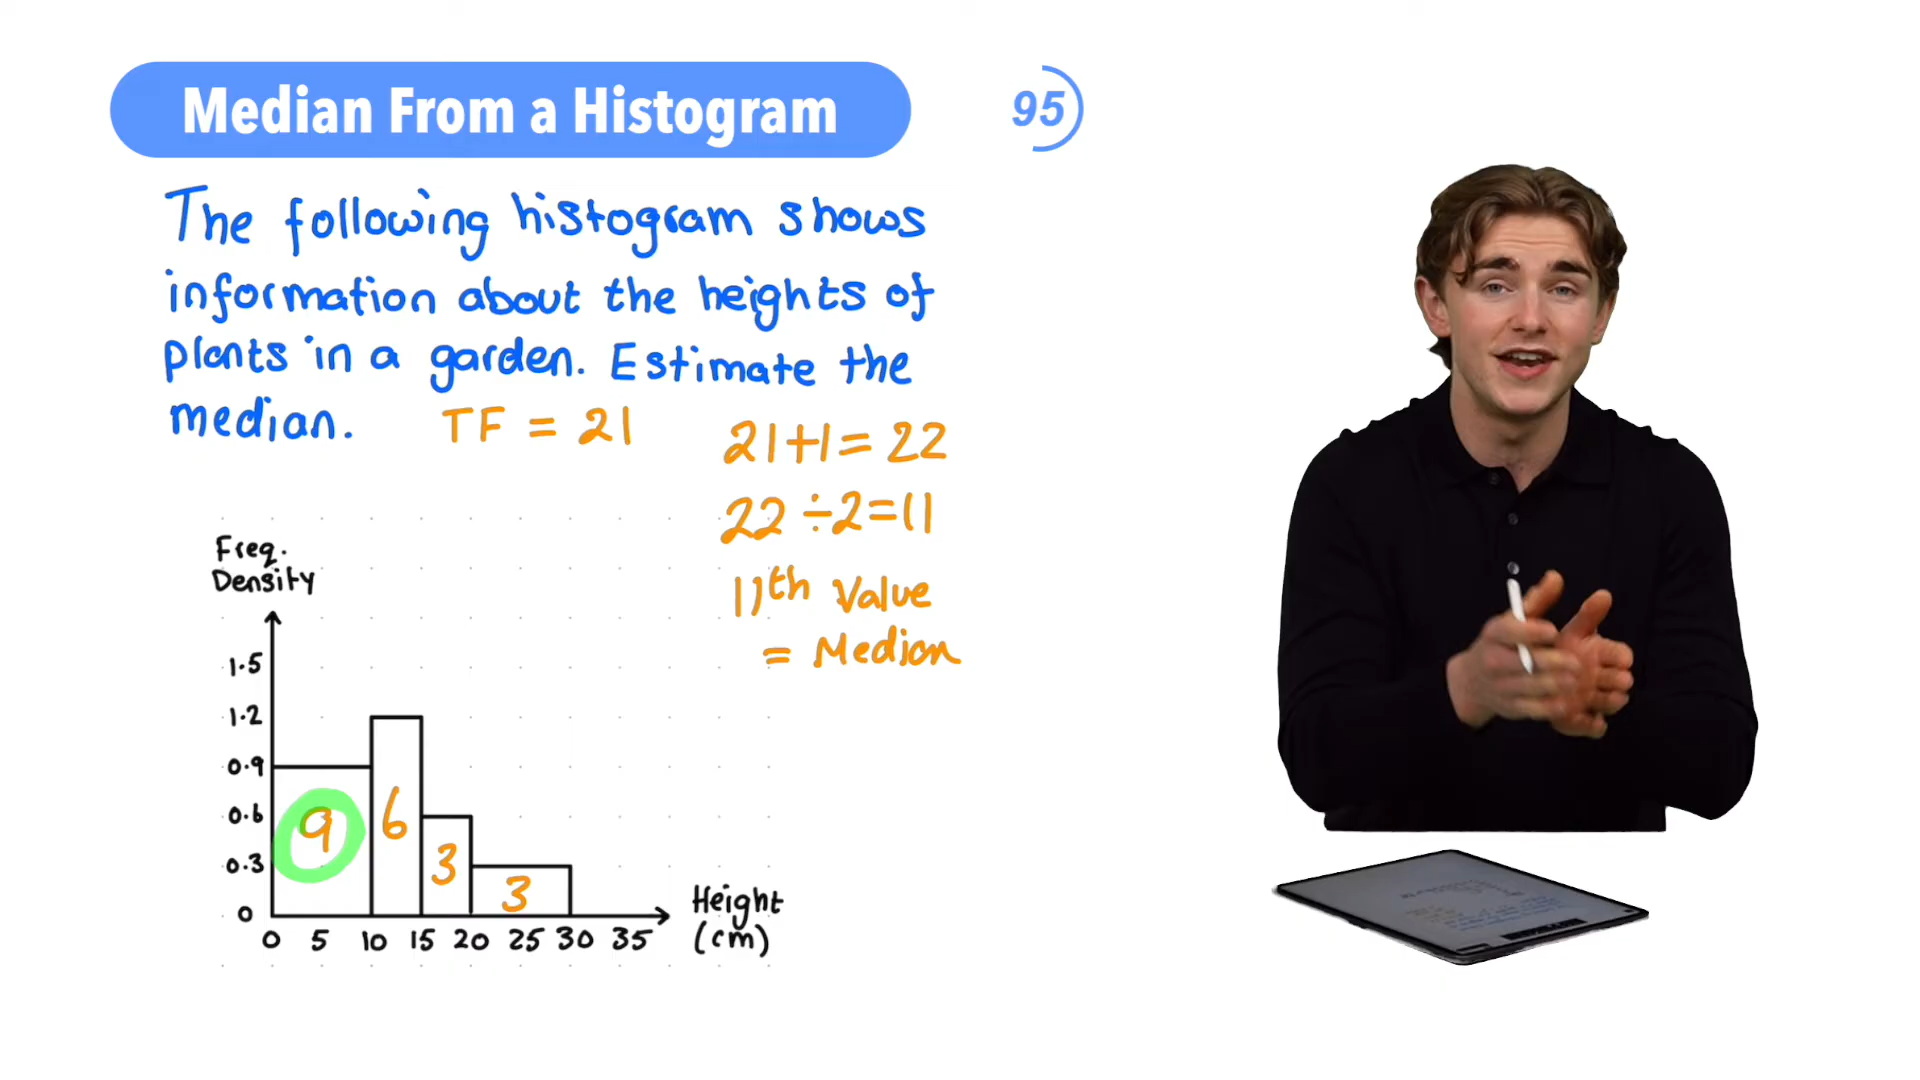 Median From a Histogram
95
The following histogram shows
information about the heights of
plants in a garden. Estimate the
median.
TF = 21
21+1=22
22÷2=11
11th Value
= Median
Freq.
Density
1.5
1.2
0.9
0.6
0.3
0
9
6
3
3
0 5 10 15 20 25 30 35
Height
(cm)